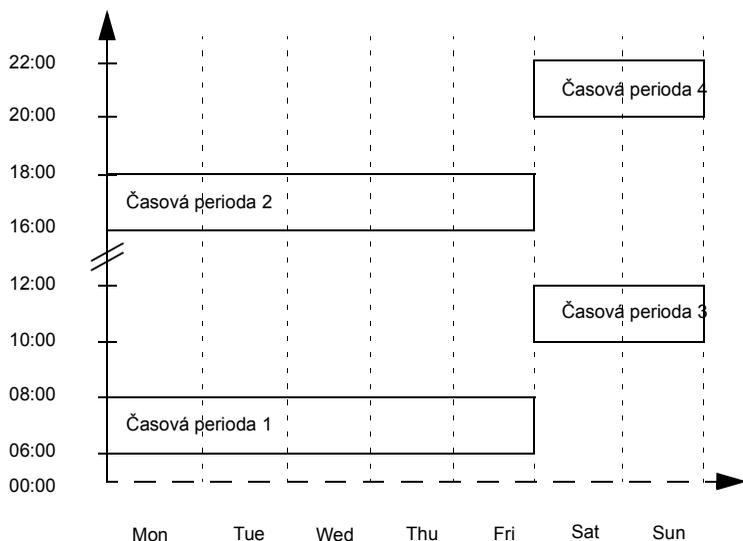 22:00
Časová perioda 4
20:00
18:00
Časová perioda 2
16:00
12:00
Časová perioda 3
10:00
08:00
Časová perioda 1
06:00
00:00
Mon Tue Wed Thu Fri Sat Sun